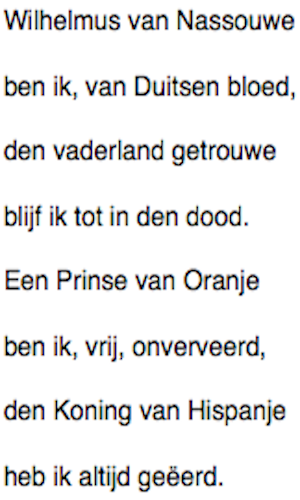 Wilhelmus van Nassouwe
ben ik, van Duitsen bloed,
den vaderland getrouwe
blijf ik tot in den dood.
Een Prinse van Oranje
ben ik, vrij, onverveerd,
den Koning van Hispanje
heb ik altijd geëerd.